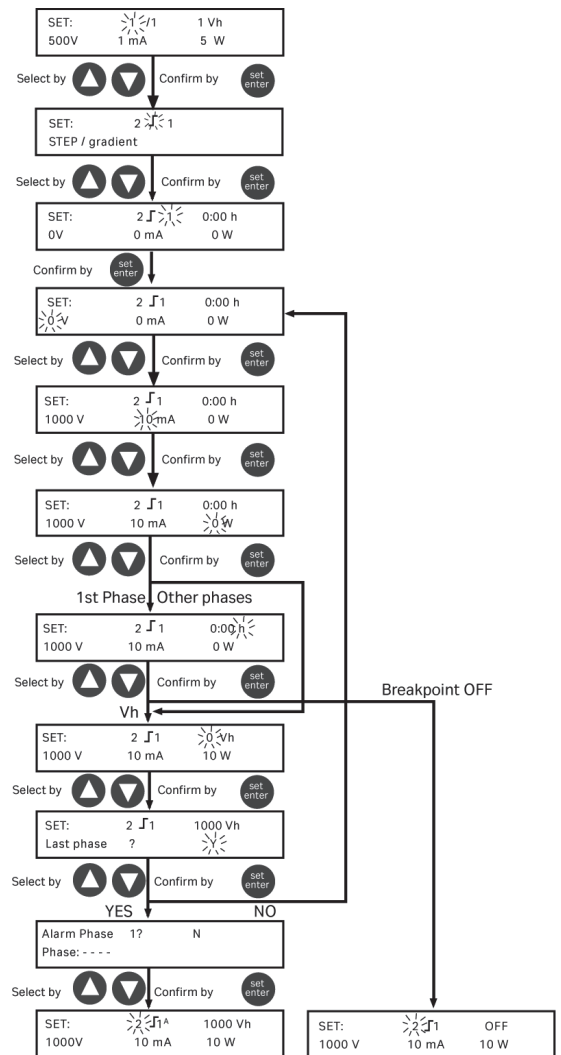 SET: 1 /1 1 Vh
500V 1 mA 5 W
Select by Confirm by set enter
SET: 2 1
STEP / gradient
Select by Confirm by set enter
SET: 2 1 0:00 h
0V 0 mA 0 W
Confirm by set enter
SET: 2 1 0:00 h
0 V 0 mA 0 W
Select by Confirm by set enter
SET: 2 1 0:00 h
1000 V 10 mA 0 W
Select by Confirm by set enter
SET: 2 1 0:00 h
1000 V 10 mA 0 W
Select by Confirm by set enter
1st Phase Other phases
SET: 2 1 0:00 h
1000 V 10 mA 0 W
Select by Confirm by set enter
Breakpoint OFF
Vh
SET: 2 1 0 Vh
1000 V 10 mA 10 W
Select by Confirm by set enter
SET: 2 1 1000 Vh
Last phase ? Y
Select by Confirm by set enter
YES NO
Alarm Phase 1? N
Phase: - - - -
Select by Confirm by set enter
SET: 2 1A 1000 Vh
1000V 10 mA 10 W
SET: 2 1 OFF
1000 V 10 mA 10 W